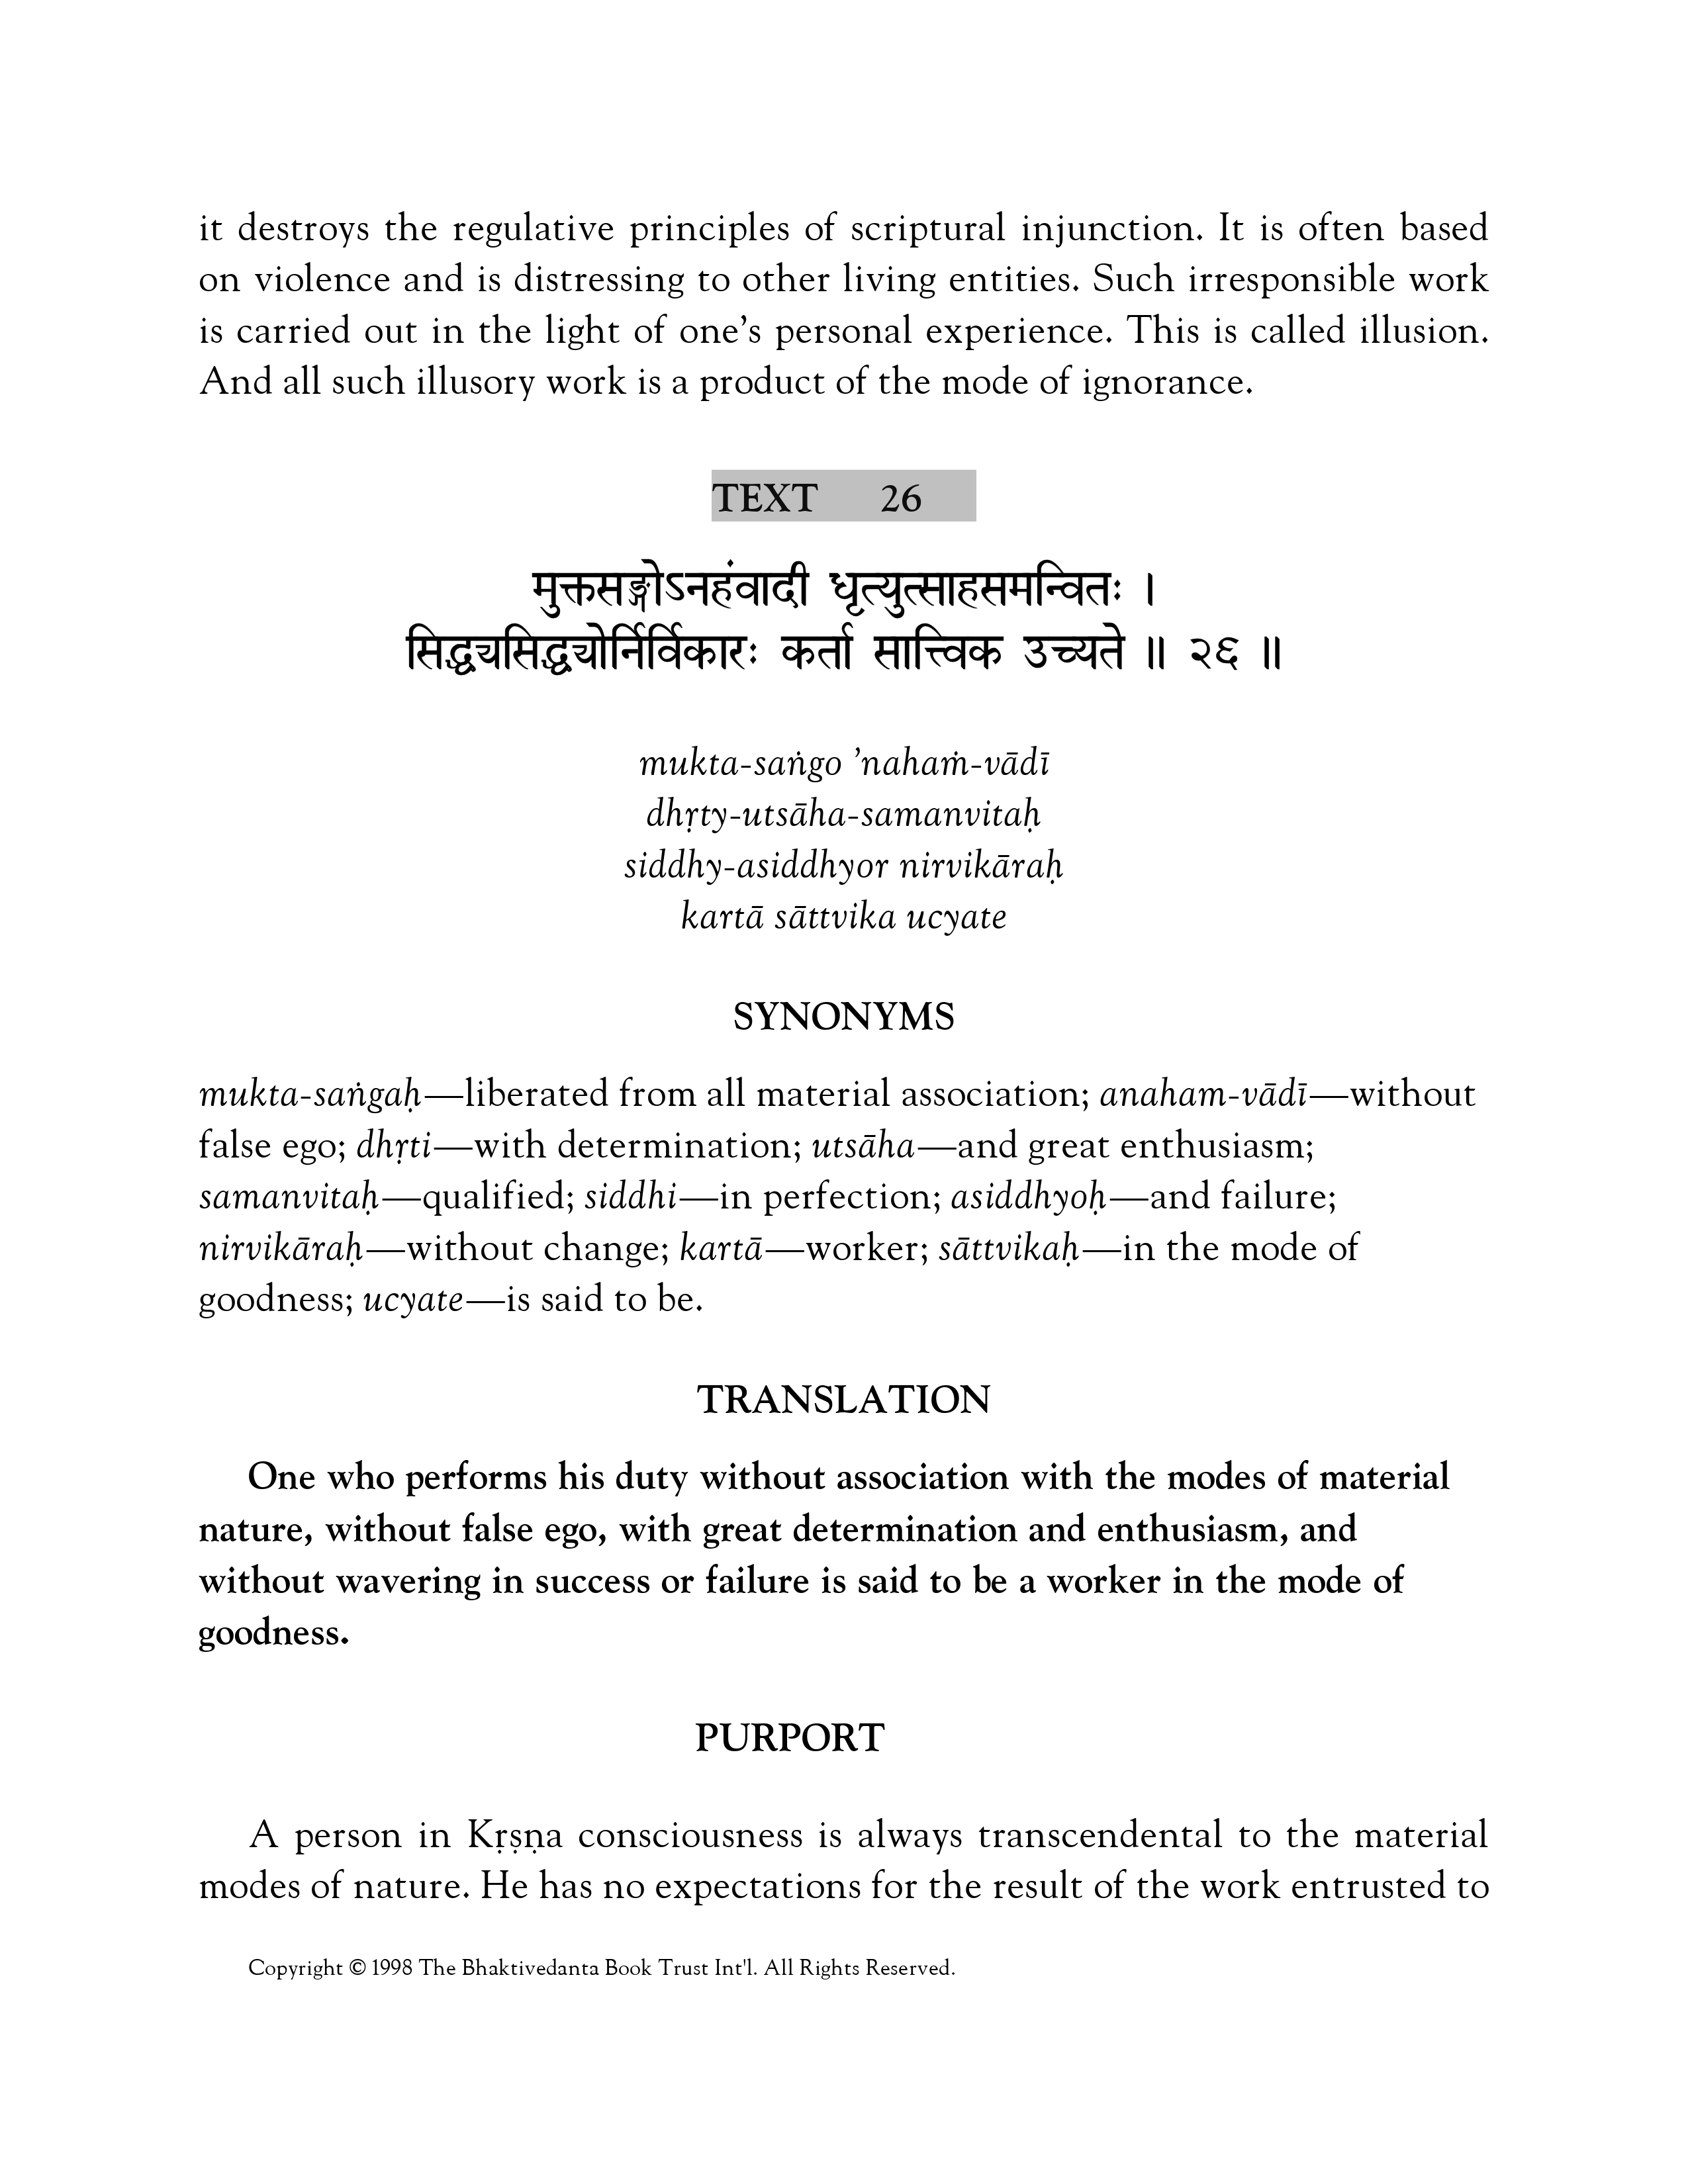 it destroys the regulative principles of scriptural injunction. It is often based
on violence and is distressing to other living entities. Such irresponsible work
is carried out in the light of one’s personal experience. This is called illusion.
And all such illusory work is a product of the mode of ignorance.
TEXT 26
मुक्तसङ्गोऽनहंवादी धृत्युत्साहसमन्वितः ।
सिद्ध्यसिद्ध्योर्निर्विकारः कर्ता सात्त्विक उच्यते ॥ २६ ॥
mukta-saṅgo ’nahaṁ-vādī
dhṛty-utsāha-samanvitaḥ
siddhy-asiddhyor nirvikāraḥ
kartā sāttvika ucyate
SYNONYMS
mukta-saṅgaḥ—liberated from all material association; anaham-vādī—without
false ego; dhṛti—with determination; utsāha—and great enthusiasm;
samanvitaḥ—qualified; siddhi—in perfection; asiddhyoḥ—and failure;
nirvikāraḥ—without change; kartā—worker; sāttvikaḥ—in the mode of
goodness; ucyate—is said to be.
TRANSLATION
One who performs his duty without association with the modes of material
nature, without false ego, with great determination and enthusiasm, and
without wavering in success or failure is said to be a worker in the mode of
goodness.
PURPORT
A person in Kṛṣṇa consciousness is always transcendental to the material
modes of nature. He has no expectations for the result of the work entrusted to
Copyright © 1998 The Bhaktivedanta Book Trust Int'l. All Rights Reserved.